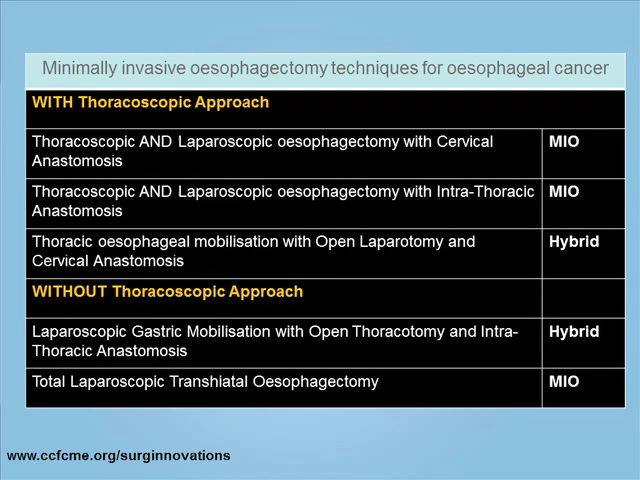 Minimally invasive oesophagectomy techniques for oesophageal cancer
WITH Thoracoscopic Approach
Thoracoscopic AND Laparoscopic oesophagectomy with Cervical
Anastomosis
MIO
Thoracoscopic AND Laparoscopic oesophagectomy with Intra-Thoracic
Anastomosis
MIO
Thoracic oesophageal mobilisation with Open Laparotomy and
Cervical Anastomosis
Hybrid
WITHOUT Thoracoscopic Approach
Laparoscopic Gastric Mobilisation with Open Thoracotomy and Intra-
Thoracic Anastomosis
Hybrid
Total Laparoscopic Transhiatal Oesophagectomy
MIO
www.ccfcme.org/surginnovations